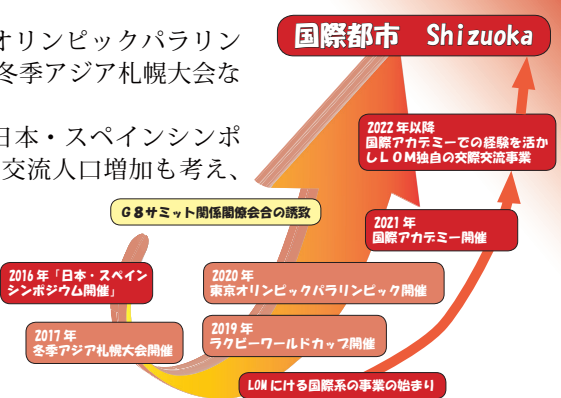 オリンピックパラリン
冬季アジア札幌大会な
日本・スペインシンポ
交流人口増加も考え、
国際都市 Shizuoka
2022年以降
国際アカデミーでの経験を活か
しLOM独自の交際交流事業
G8サミット関係閣僚会合の誘致
2021年
国際アカデミー開催
2016年「日本・スペイン
シンポジウム開催」
2020年
東京オリンピックパラリンピック開催
2017年
冬季アジア札幌大会開催
2019年
ラクビーワールドカップ開催
LOMにける国際系の事業の始まり